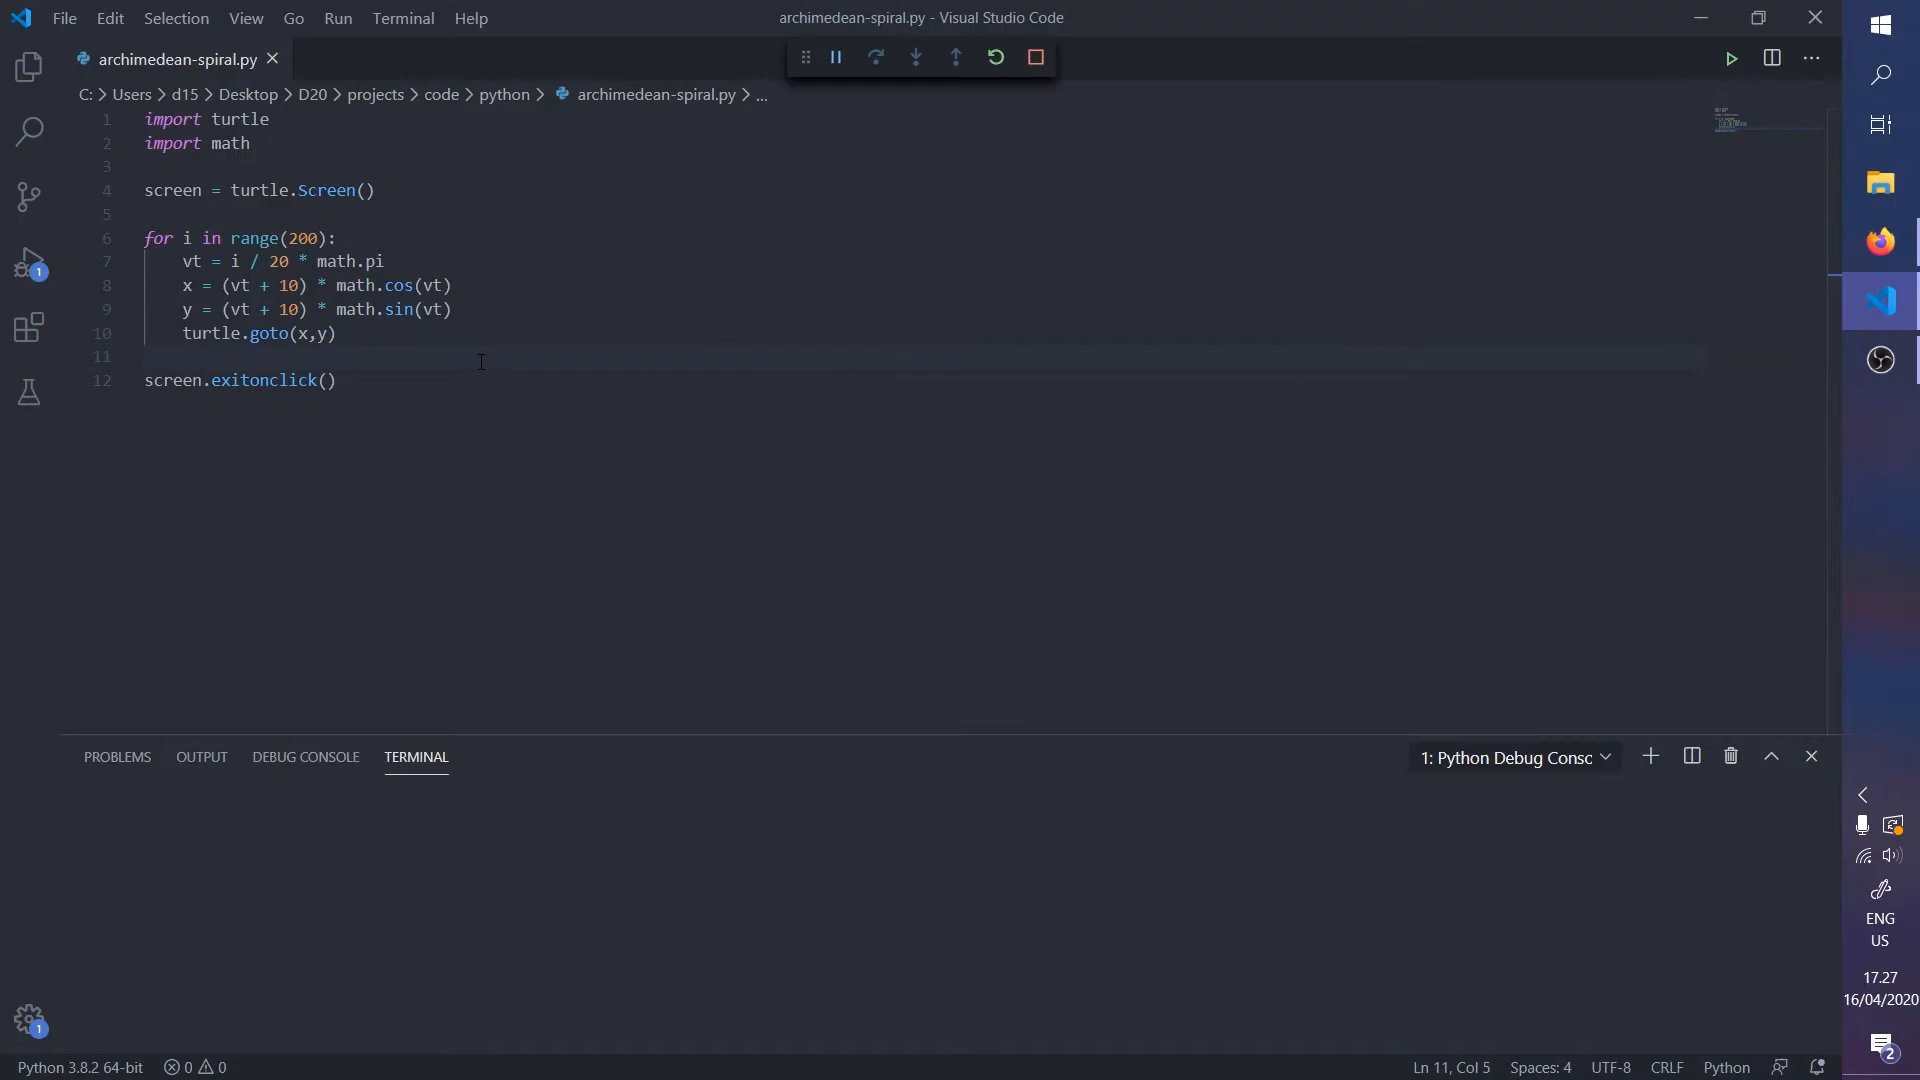 File Edit Selection View Go Run Terminal Help
archimedean-spiral.py - Visual Studio Code
archimedean-spiral.py
C: > Users > d15 > Desktop > D20 > projects > code > python > archimedean-spiral.py > ...
1 import turtle
2 import math
3
4 screen = turtle.Screen()
5
6 for i in range(200):
7 vt = i / 20 * math.pi
8 x = (vt + 10) * math.cos(vt)
9 y = (vt + 10) * math.sin(vt)
10 turtle.goto(x,y)
11
12 screen.exitonclick()
1
PROBLEMS OUTPUT DEBUG CONSOLE TERMINAL
1: Python Debug Consc
1
Python 3.8.2 64-bit 0 0
Ln 11, Col 5 Spaces: 4 UTF-8 CRLF Python
ENG
US
17.27
16/04/2020
2